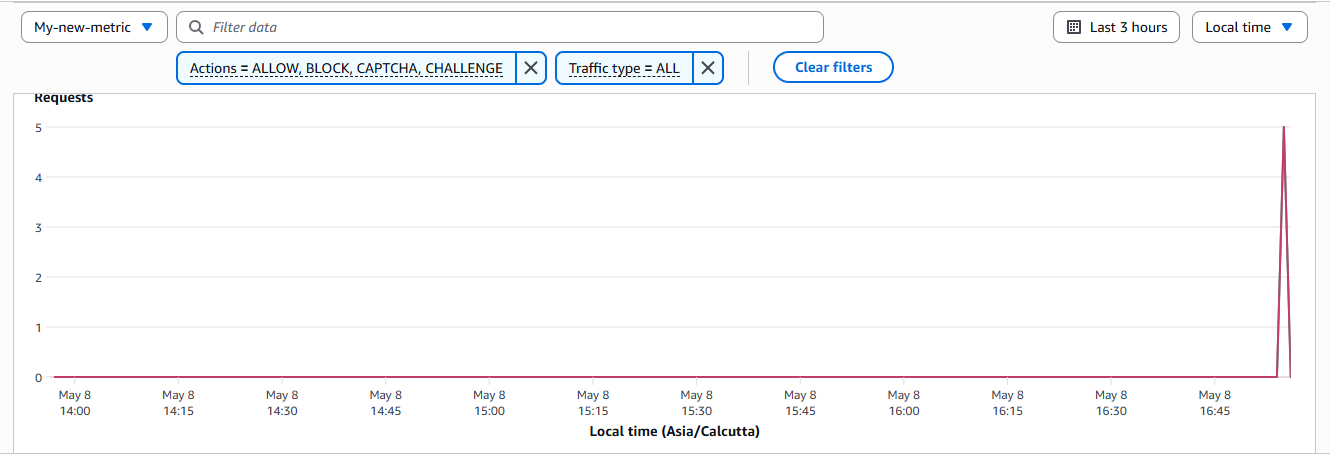 My-new-metric Filter data Last 3 hours Local time
Actions = ALLOW, BLOCK, CAPTCHA, CHALLENGE Traffic type = ALL Clear filters
Requests
5
4
3
2
1
0
May 8 May 8 May 8 May 8 May 8 May 8 May 8 May 8 May 8 May 8 May 8 May 8
14:00 14:15 14:30 14:45 15:00 15:15 15:30 15:45 16:00 16:15 16:30 16:45
Local time (Asia/Calcutta)